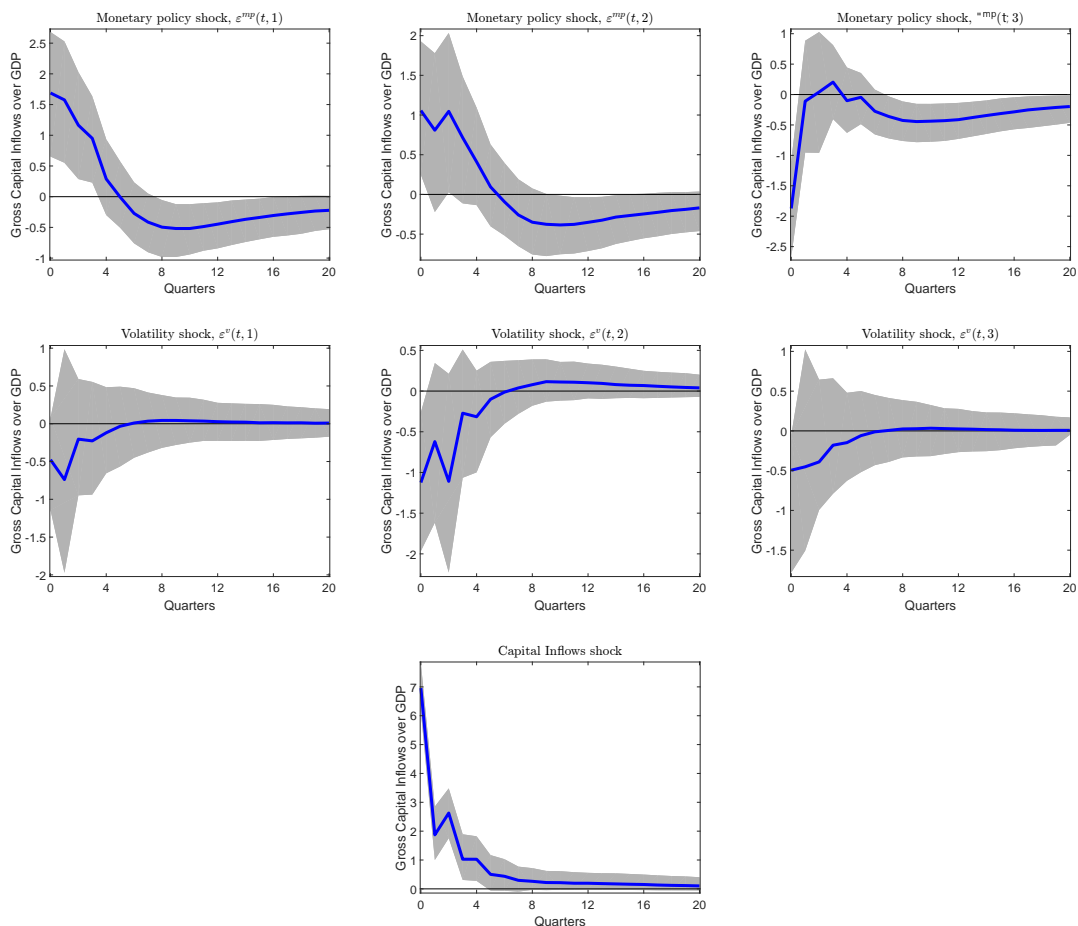 Monetary policy shock, ε^{mp}(t, 1)
Gross Capital Inflows over GDP
2.5
2
1.5
1
0.5
0
-0.5
-1
0 4 8 12 16 20
Quarters
Monetary policy shock, ε^{mp}(t, 2)
Gross Capital Inflows over GDP
2
1.5
1
0.5
0
-0.5
0 4 8 12 16 20
Quarters
Monetary policy shock, "^{mp}(t; 3)
Gross Capital Inflows over GDP
1
0.5
0
-0.5
-1
-1.5
-2
-2.5
0 4 8 12 16 20
Quarters
Volatility shock, ε^{v}(t, 1)
Gross Capital Inflows over GDP
1
0.5
0
-0.5
-1
-1.5
-2
0 4 8 12 16 20
Quarters
Volatility shock, ε^{v}(t, 2)
Gross Capital Inflows over GDP
0.5
0
-0.5
-1
-1.5
-2
0 4 8 12 16 20
Quarters
Volatility shock, ε^{v}(t, 3)
Gross Capital Inflows over GDP
1
0.5
0
-0.5
-1
-1.5
0 4 8 12 16 20
Quarters
Capital Inflows shock
Gross Capital Inflows over GDP
7
6
5
4
3
2
1
0
0 4 8 12 16 20
Quarters